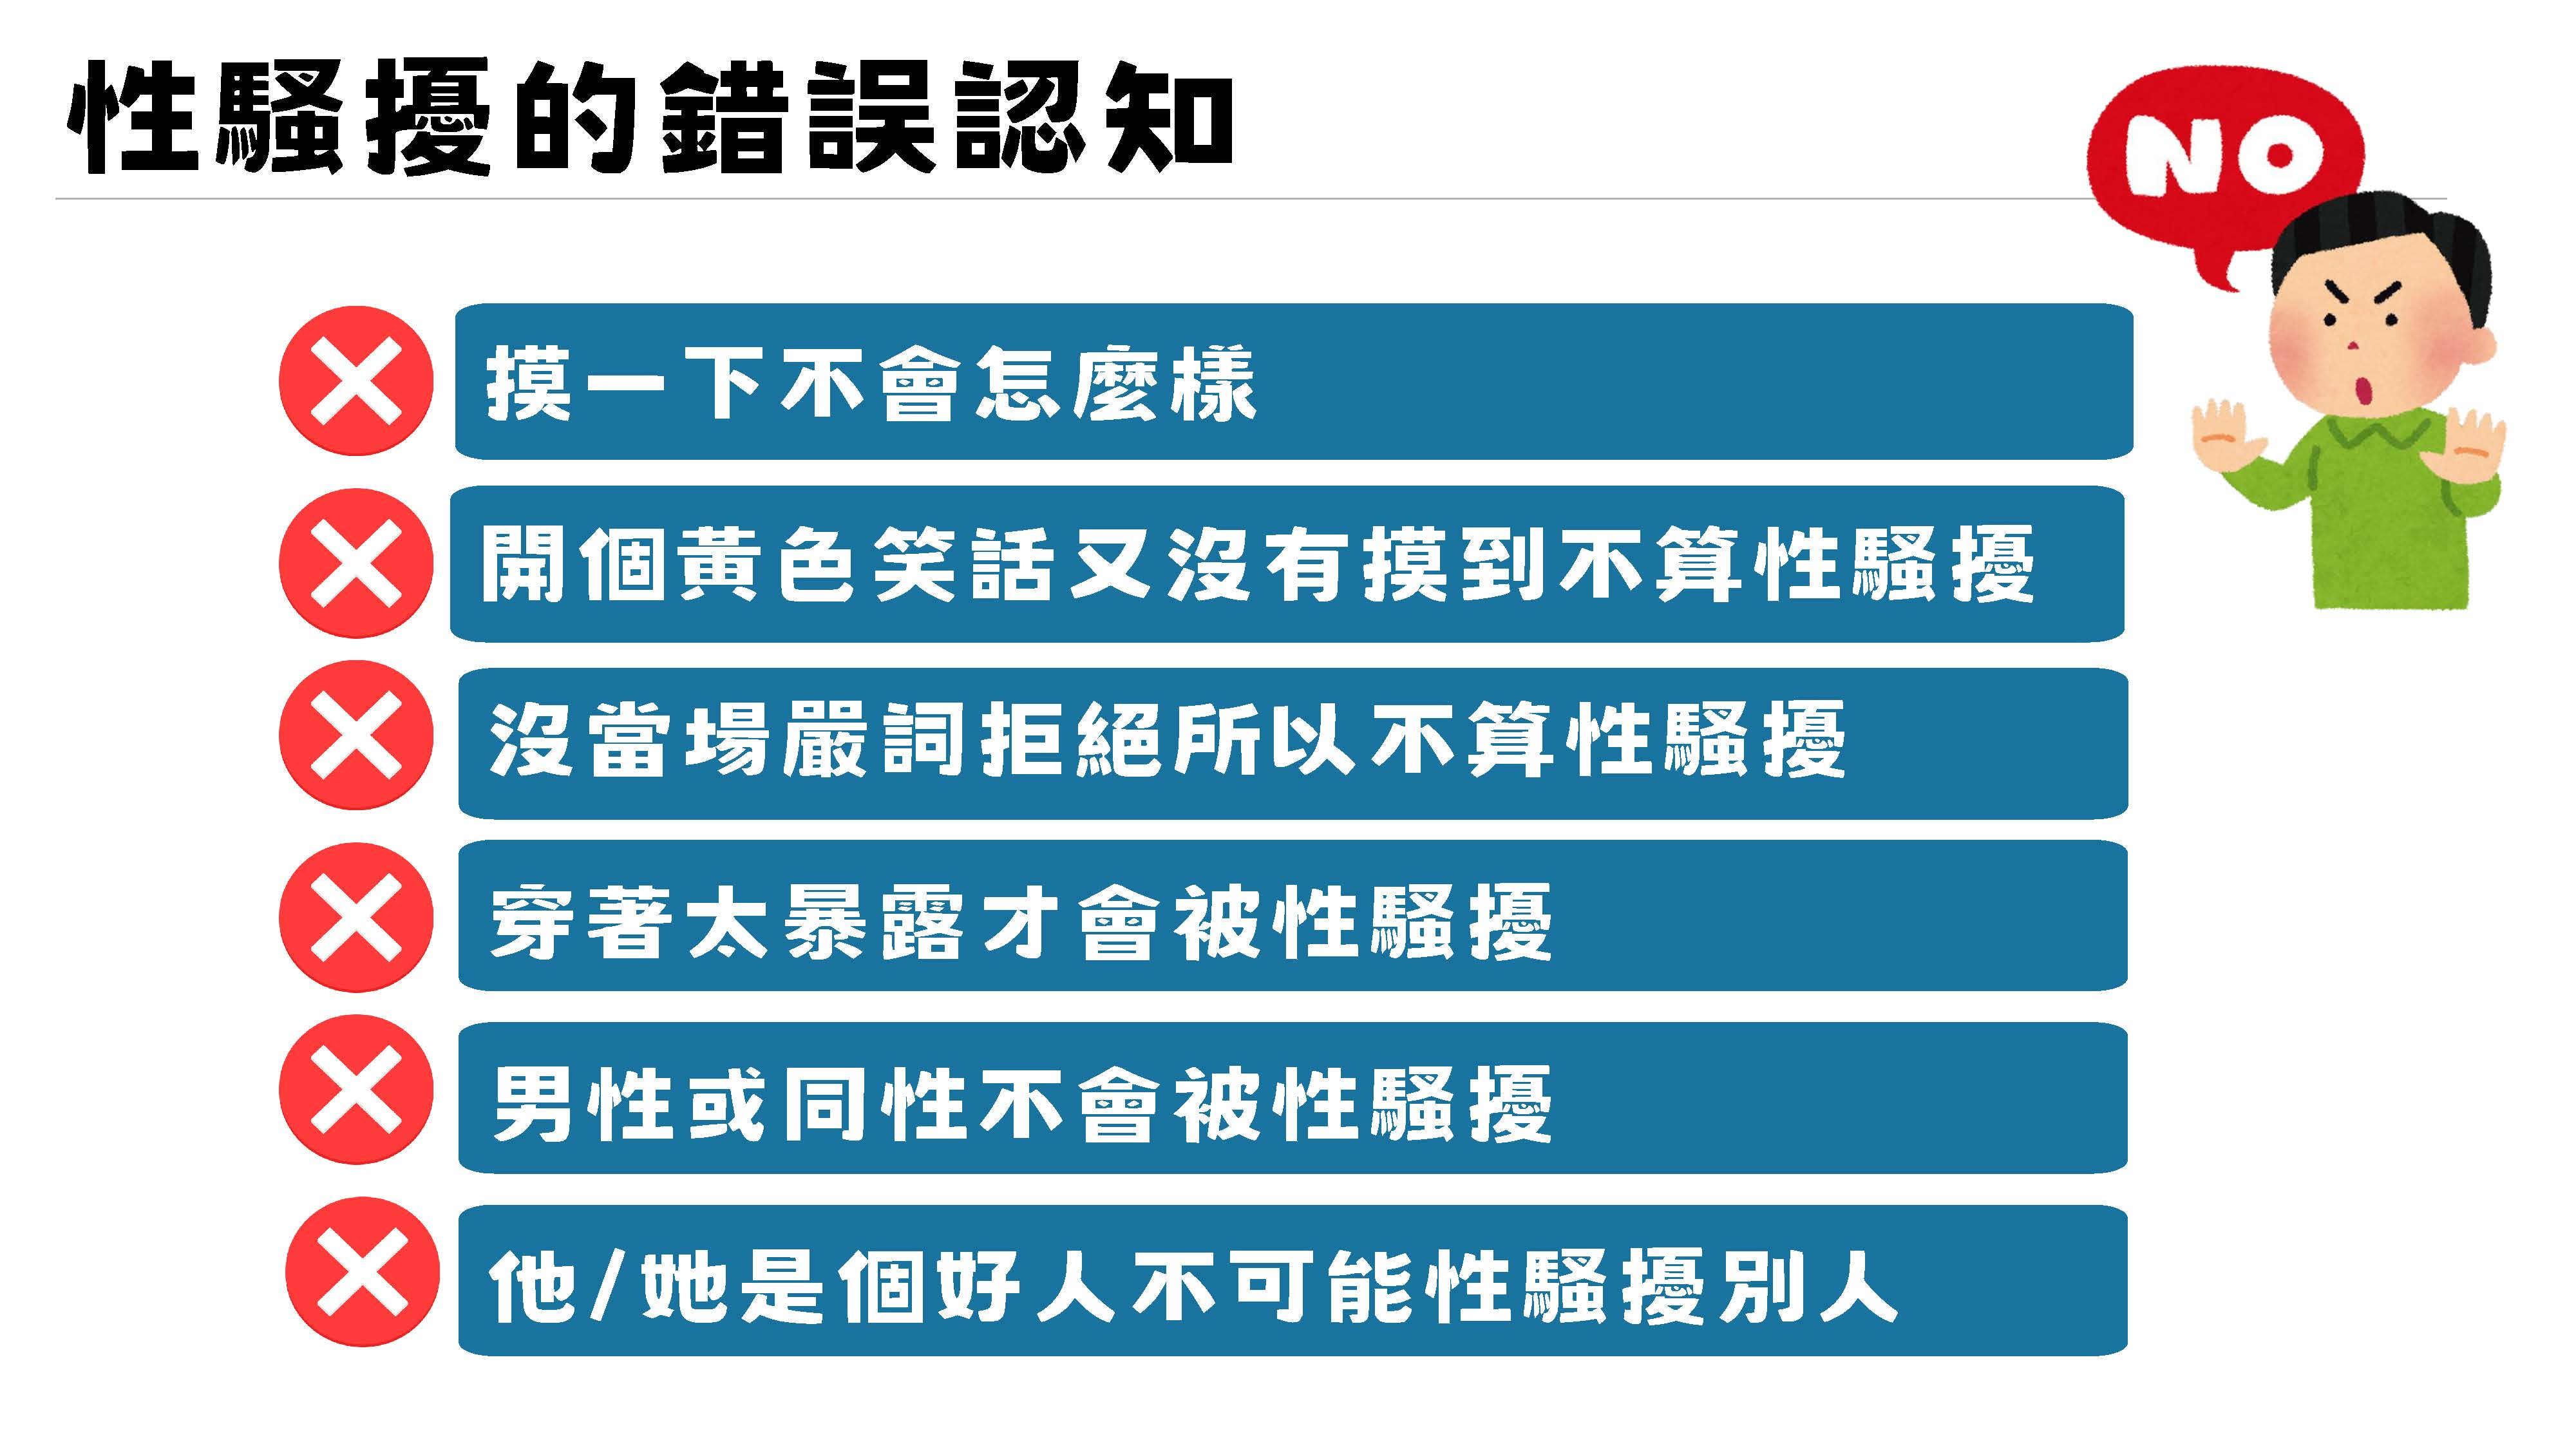 性騷擾的錯誤認知
NO
摸一下不會怎麼樣
開個黃色笑話又沒有摸到不算性騷擾
沒當場嚴詞拒絕所以不算性騷擾
穿著太暴露才會被性騷擾
男性或同性不會被性騷擾
他/她是個好人不可能性騷擾別人